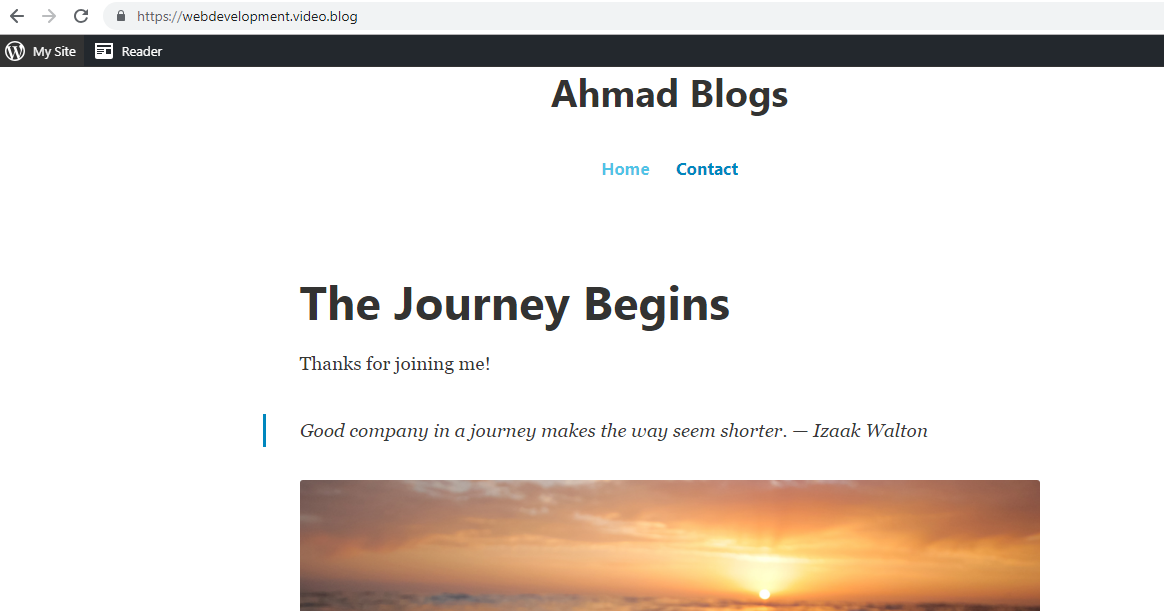 https://webdevelopment.video.blog
My Site Reader
Ahmad Blogs
Home Contact
The Journey Begins
Thanks for joining me!
Good company in a journey makes the way seem shorter. — Izaak Walton